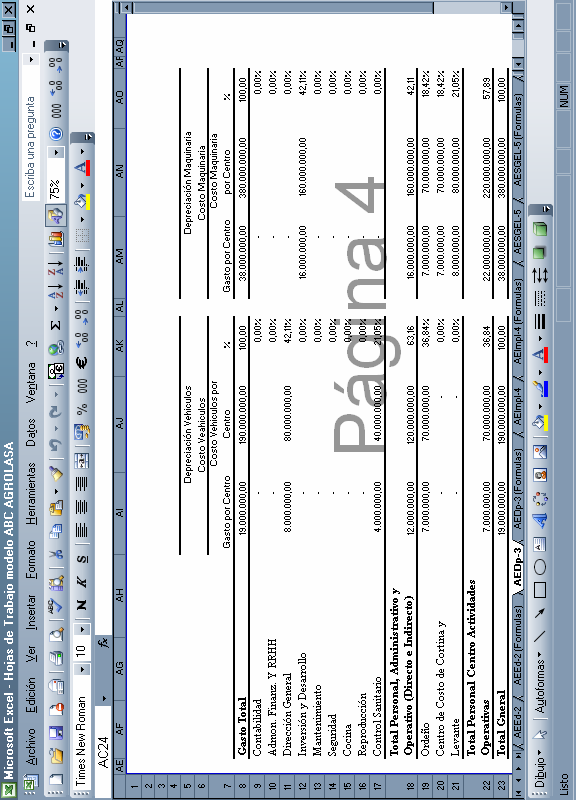 Microsoft Excel - Hojas de Trabajo modelo ABC AGROLASA
Archivo Edición Ver Insertar Formato Herramientas Datos Ventana ?
Escriba una pregunta
75%
Times New Roman 10 N K S % 000 €
AC24 fx
AE AF AG AH AI AJ AK AL AM AN AO AP AQ
1
2
3
4 Depreciación Vehiculos Depreciación Maquinaria
5 Costo Veahiculos Costo Maquinaria
6 Costo Vehiculos por Costo Maquinaria
7 Gasto por Centro Centro % Gasto por Centro por Centro %
8 Gasto Total 19.000.000,00 190.000.000,00 100,00 38.000.000,00 380.000.000,00 100,00
9 Contabilidad - 0,00% - 0,00%
10 Admon. Finanz. Y RRHH - 0,00% - 0,00%
11 Dirección General 8.000.000,00 80.000.000,00 42,11% - 0,00%
12 Inversión y Desarrollo - 0,00% 16.000.000,00 160.000.000,00 42,11%
13 Mantenimiento - 0,00% - 0,00%
14 Seguridad - 0,00% - 0,00%
15 Cocina - 0,00% - 0,00%
16 Reproducción - 0,00% - 0,00%
17 Control Sanitario 4.000.000,00 40.000.000,00 21,05% - 0,00%
Total Personal, Administrativo y
18 Operativo (Directo e Indirecto) 12.000.000,00 120.000.000,00 63,16 16.000.000,00 160.000.000,00 42,11
19 Ordeño 7.000.000,00 70.000.000,00 36,84% 7.000.000,00 70.000.000,00 18,42%
20 Centro de Costo de Cortina y - - 0,00% 7.000.000,00 70.000.000,00 18,42%
21 Levante - - 0,00% 8.000.000,00 80.000.000,00 21,05%
Total Personal Centro Actividades
22 Operativas 7.000.000,00 70.000.000,00 36,84 22.000.000,00 220.000.000,00 57,89
23 Total Gneral 19.000.000,00 190.000.000,00 100,00 38.000.000,00 380.000.000,00 100,00
Página 4
AEEd-2 AEEd-2 (Formulas) AEDp-3 AEDp-3 (Formulas) AEImpl-4 AEImpl-4 (Formulas) AESGEL-5 AESGEL-5 (Formulas)
Dibujo Autoformas
Listo NUM